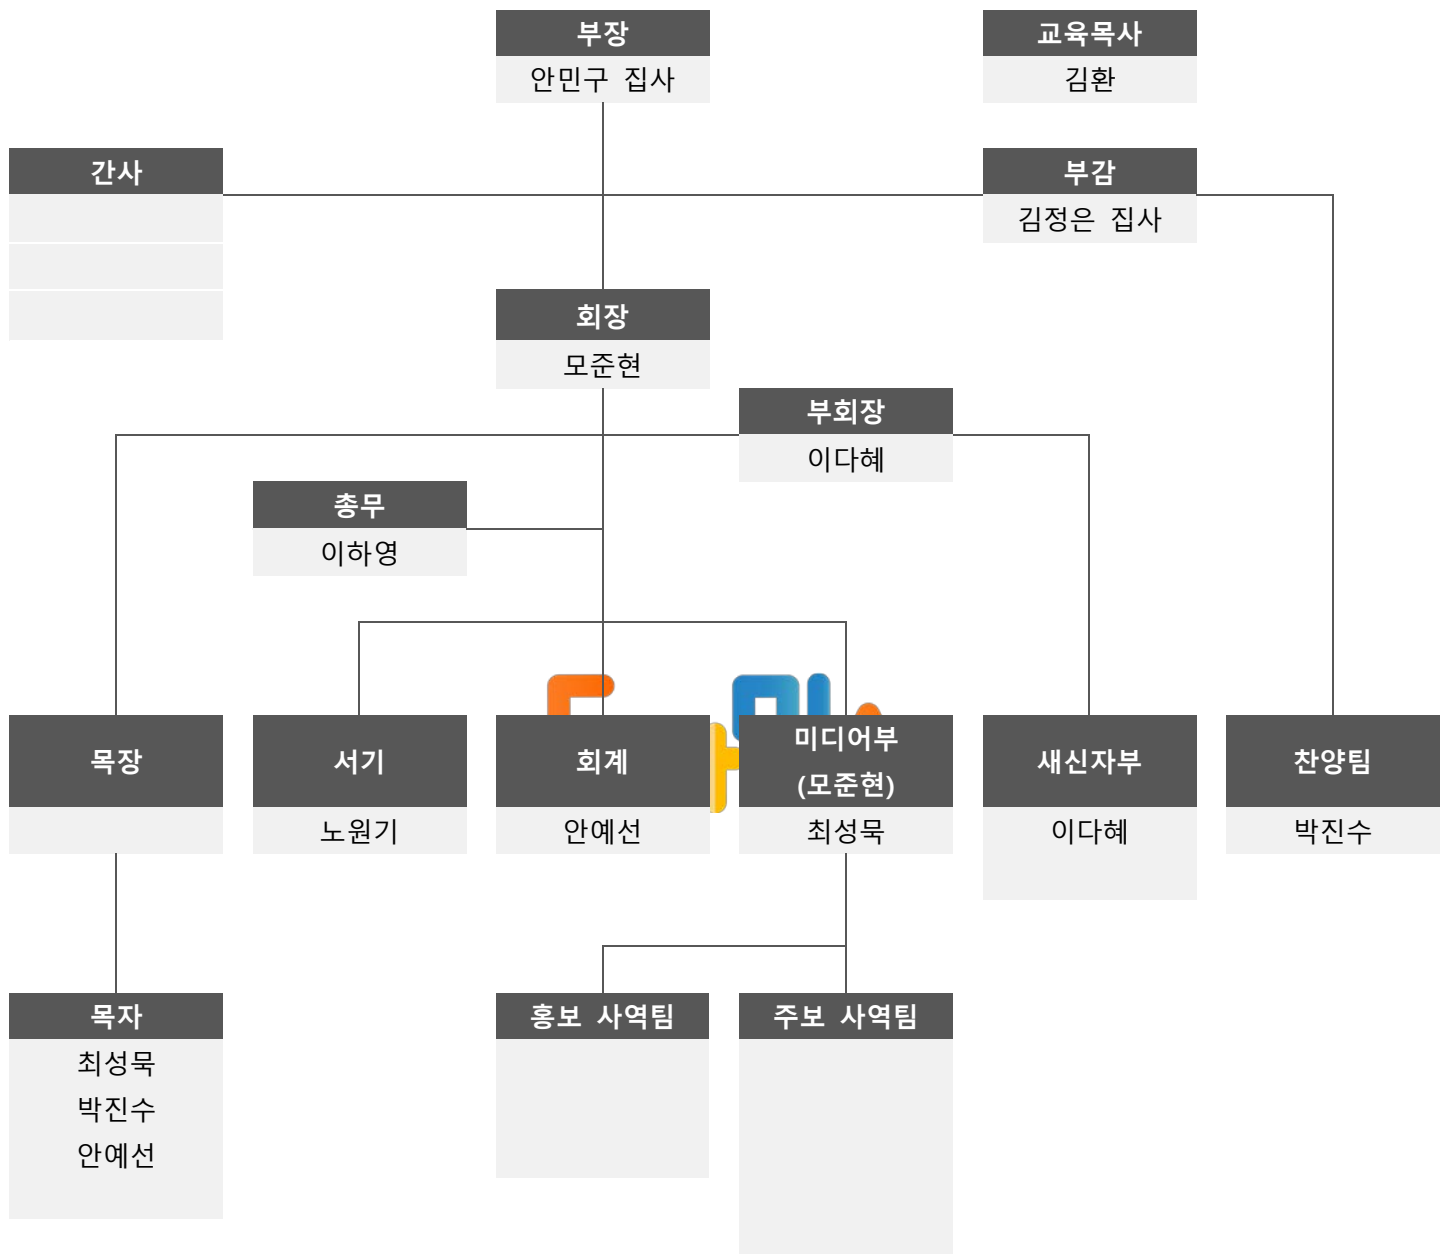 부장
안민구 집사
교육목사
김환
간사
부감
김정은 집사
회장
모준현
부회장
이다혜
총무
이하영
목장
서기
노원기
회계
안예선
미디어부
(모준현)
최성묵
새신자부
이다혜
찬양팀
박진수
목자
최성묵
박진수
안예선
홍보 사역팀
주보 사역팀